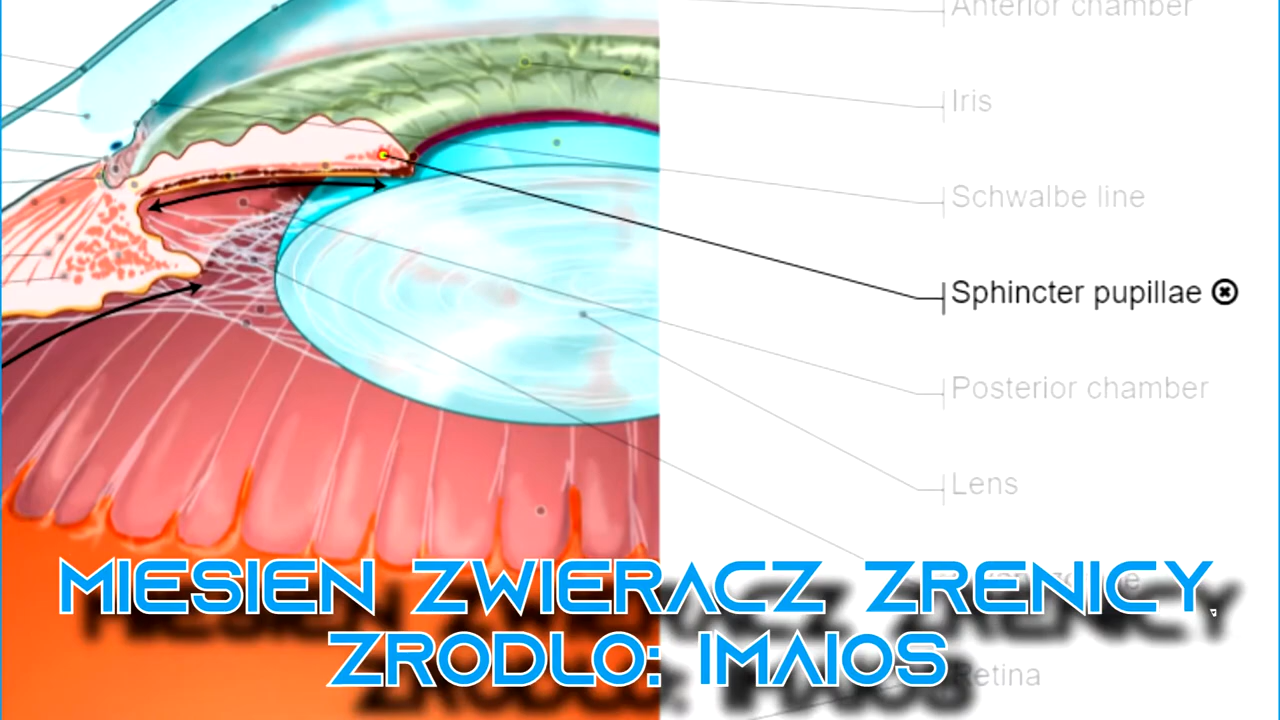 Anterior chamber
Iris
Schwalbe line
Sphincter pupillae
Posterior chamber
Lens
MIESIEN ZWIERACZ ZRENICY,
ZRODLO: IMAIOS
Retina